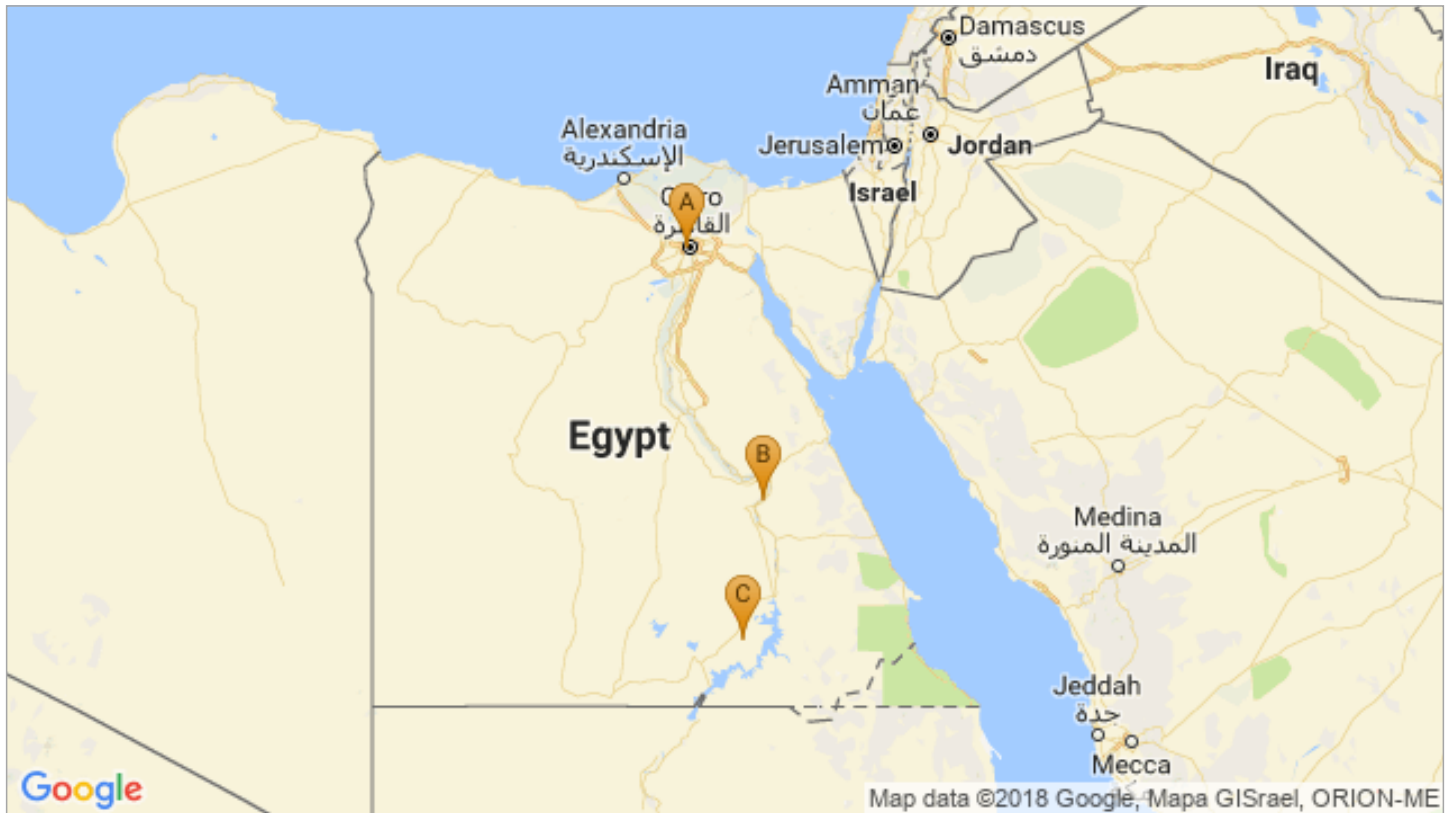 Damascus
دمشق
Iraq
Amman
عمان
Alexandria
الإسكندرية
Jerusalem
Jordan
Israel
A
القاهرة
Egypt
B
Medina
المدينة المنورة
C
Jeddah
جدة
Mecca
Google
Map data ©2018 Google, Mapa GISrael, ORION-ME